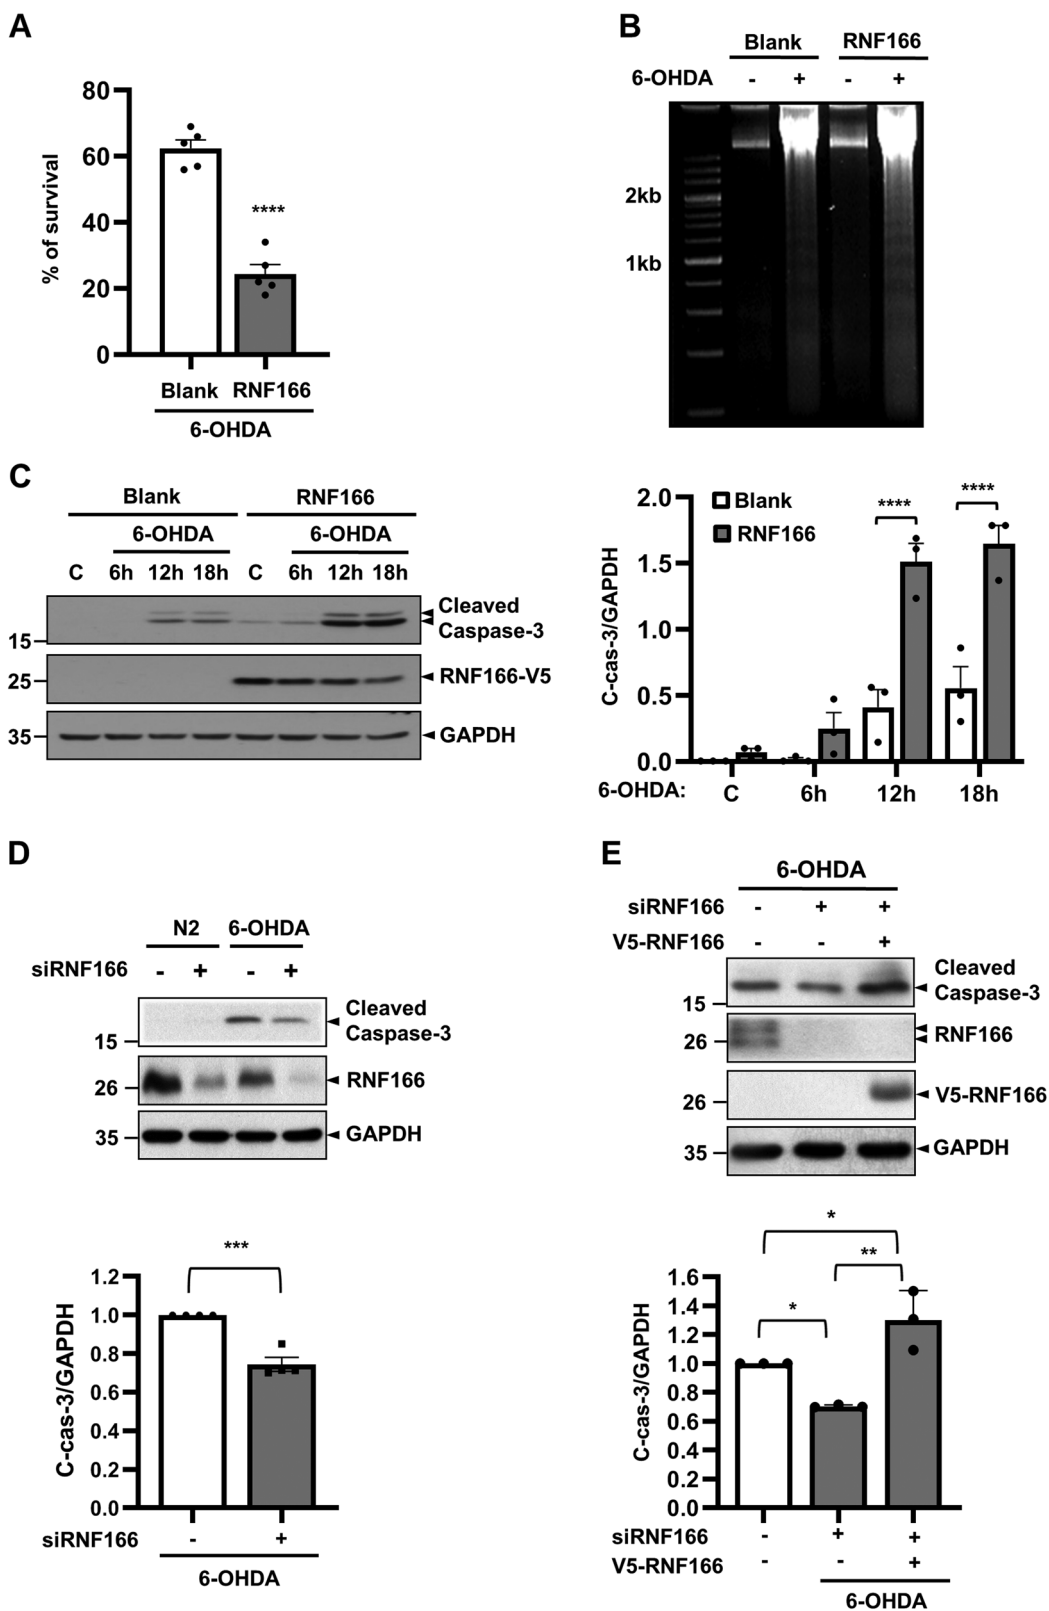 A
% of survival
80
60
40
20
0
****
Blank RNF166
6-OHDA
B
Blank RNF166
6-OHDA - + - +
2kb
1kb
C
Blank RNF166
6-OHDA 6-OHDA
C 6h 12h 18h C 6h 12h 18h
Cleaved
Caspase-3
15
25 RNF166-V5
35 GAPDH
C-cas-3/GAPDH
2.0
1.5
1.0
0.5
0.0
Blank
RNF166
**** ****
6-OHDA: C 6h 12h 18h
D
N2 6-OHDA
siRNF166 - + - +
Cleaved
Caspase-3
15
RNF166
26
35 GAPDH
C-cas-3/GAPDH
1.2
1.0
0.8
0.6
0.4
0.2
0.0
***
siRNF166 - +
6-OHDA
E
6-OHDA
siRNF166 - + +
V5-RNF166 - - +
Cleaved
Caspase-3
15
RNF166
26
V5-RNF166
26
35 GAPDH
C-cas-3/GAPDH
1.6
1.4
1.2
1.0
0.8
0.6
0.4
0.2
0.0
*
**
*
siRNF166 - + +
V5-RNF166 - - +
6-OHDA